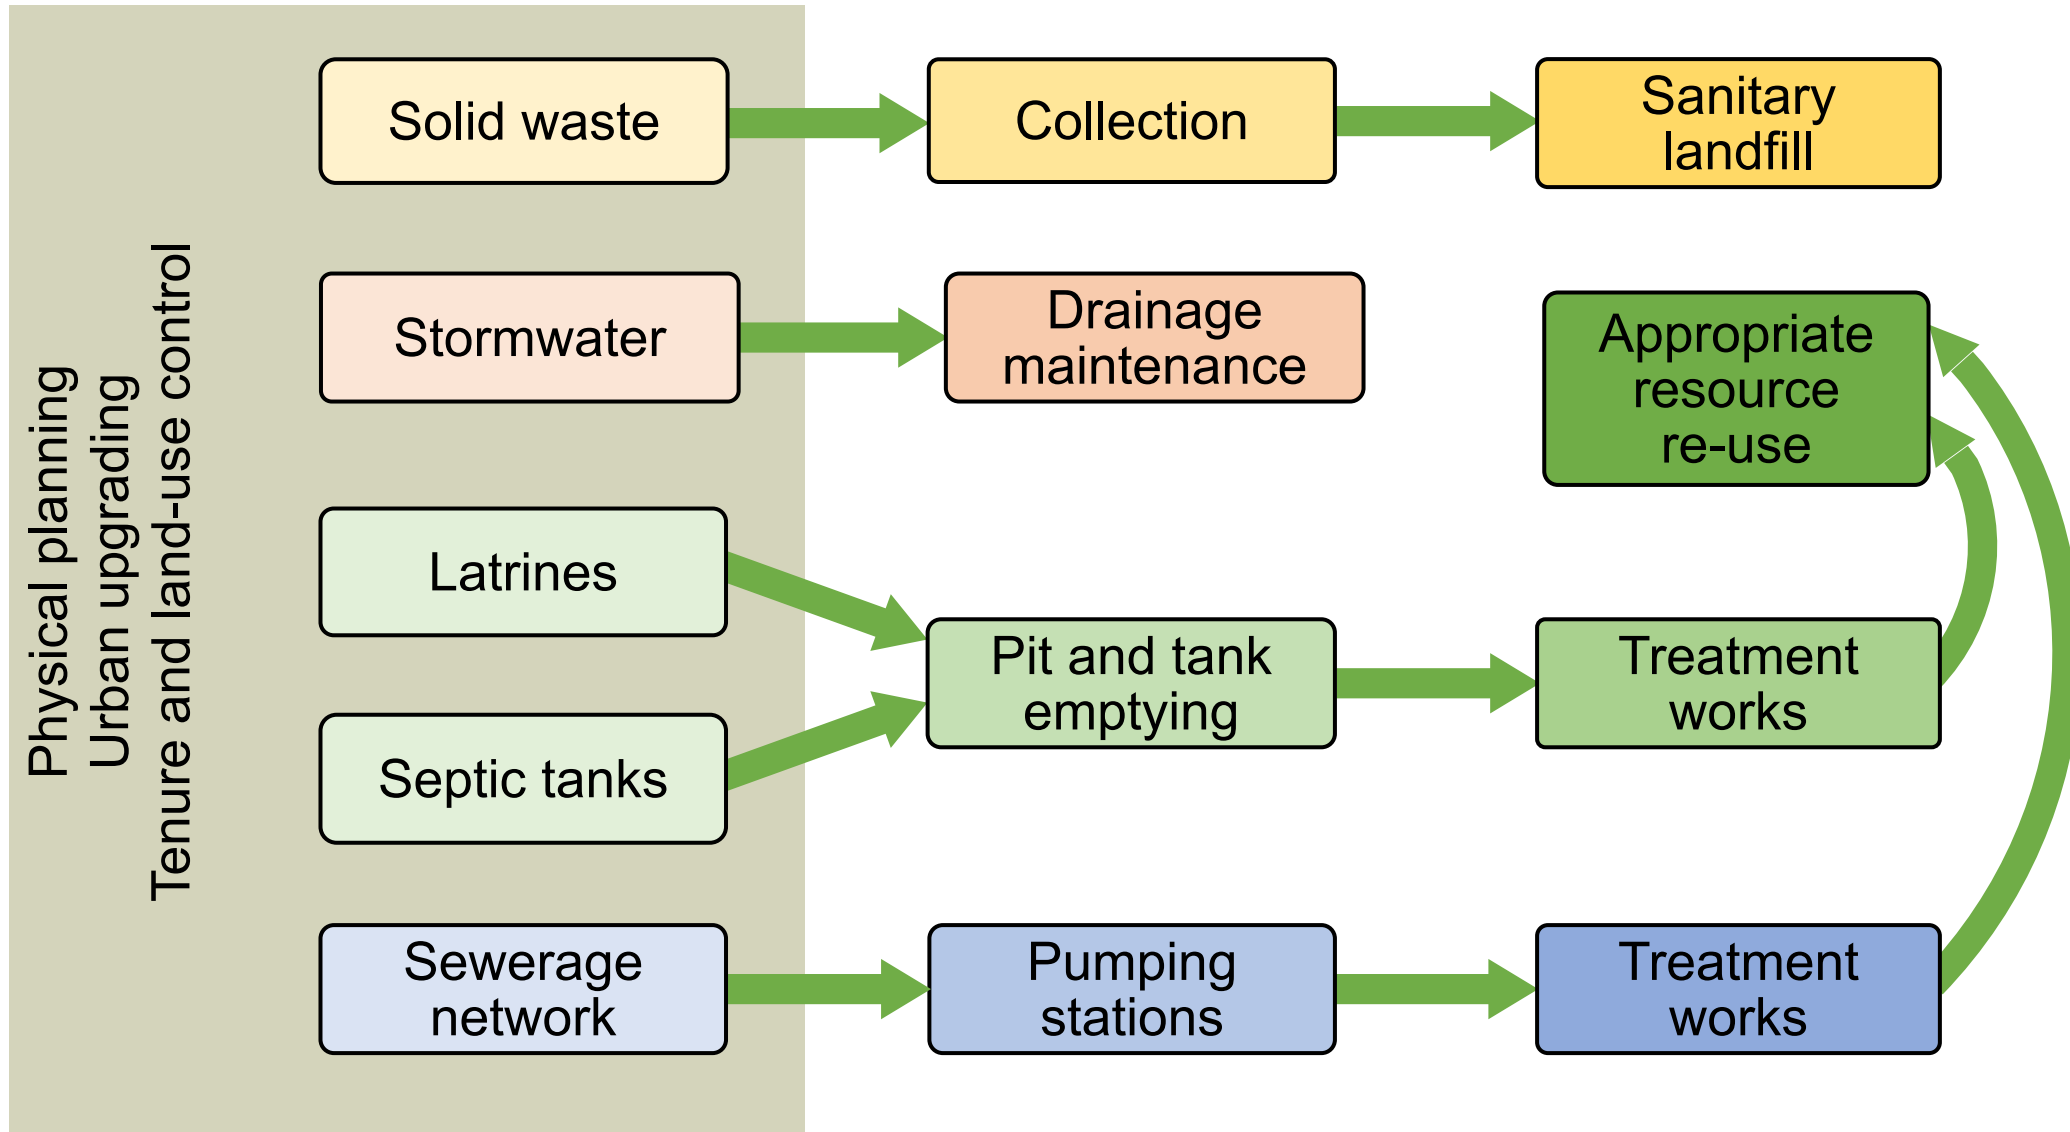 Physical planning
Urban upgrading
Tenure and land-use control
Solid waste
Collection
Sanitary
landfill
Stormwater
Drainage
maintenance
Appropriate
resource
re-use
Latrines
Septic tanks
Pit and tank
emptying
Treatment
works
Sewerage
network
Pumping
stations
Treatment
works